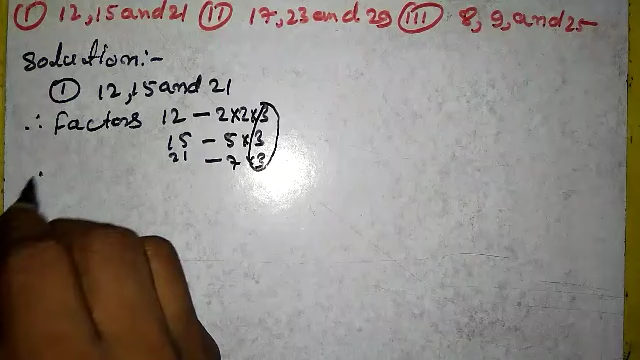 (I) 12,15 and 21 (II) 17,23 and 29 (III) 8, 9, and 25
Solution:-
(I) 12,15 and 21
∴ Factors 12 – 2×2×3
15 – 5×3
21 – 7×3